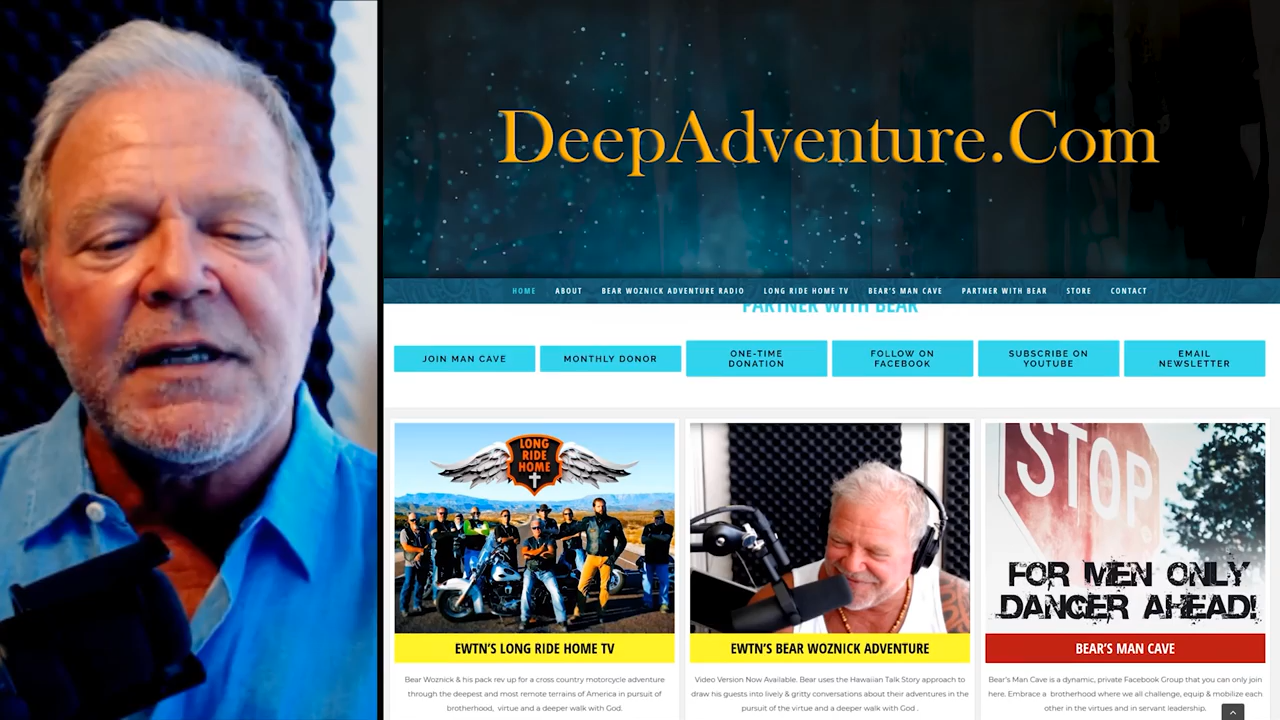 DeepAdventure.Com
HOME ABOUT BEAR WOZNICK ADVENTURE RADIO LONG RIDE HOME TV BEAR'S MAN CAVE PARTNER WITH BEAR STORE CONTACT
PARTNER WITH BEAR
JOIN MAN CAVE
MONTHLY DONOR
ONE-TIME
DONATION
FOLLOW ON
FACEBOOK
SUBSCRIBE ON
YOUTUBE
EMAIL
NEWSLETTER
LONG
RIDE
HOME
EWTN'S LONG RIDE HOME TV
Bear Woznick & his pack rev up for a cross country motorcycle adventure
through the deepest and most remote terrains of America in pursuit of
brotherhood, virtue and a deeper walk with God.
EWTN'S BEAR WOZNICK ADVENTURE
Video Version Now Available. Bear uses the Hawaiian Talk Story approach to
draw his guests into lively & gritty conversations about their adventures in the
pursuit of the virtue and a deeper walk with God .
STOP
FOR MEN ONLY
DANGER AHEAD!
BEAR'S MAN CAVE
Bear's Man Cave is a dynamic, private Facebook Group that you can only join
here. Embrace a brotherhood where we all challenge, equip & mobilize each
other in the virtues and in servant leadership.